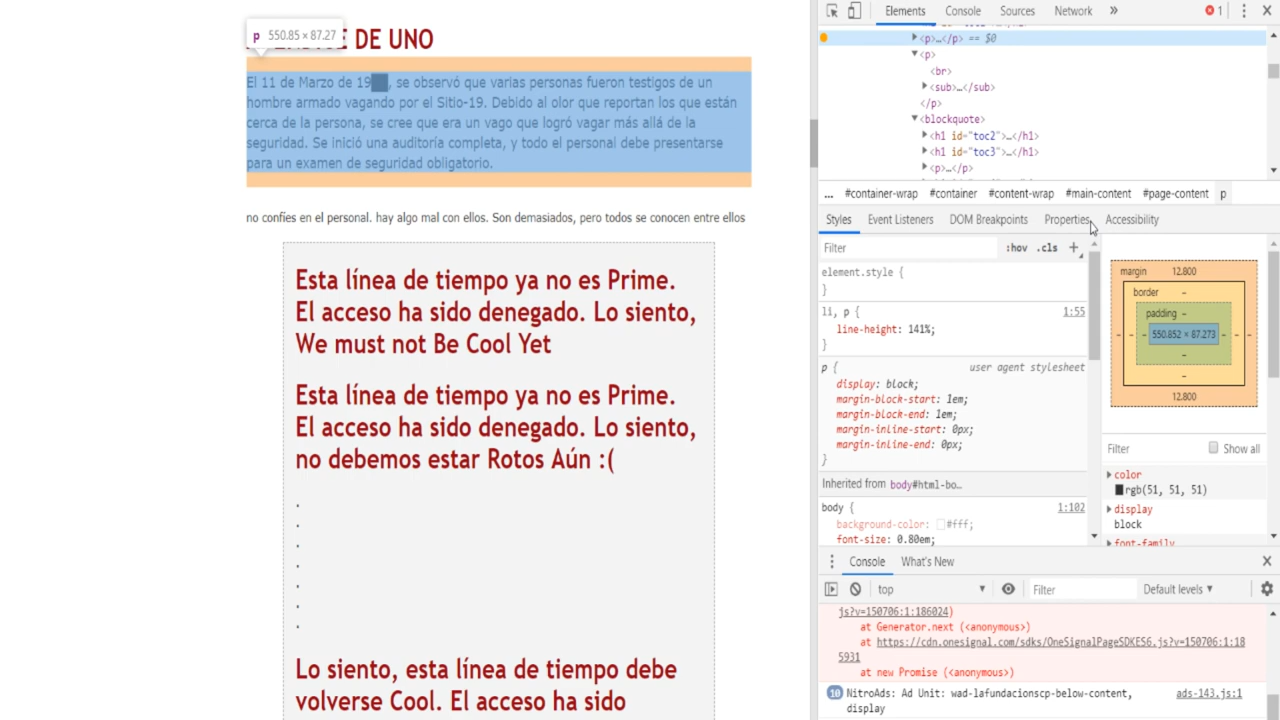 p 550.85 × 87.27
DE UNO
El 11 de Marzo de 19██, se observó que varias personas fueron testigos de un
hombre armado vagando por el Sitio-19. Debido al olor que reportan los que están
cerca de la persona, se cree que era un vago que logró vagar más allá de la
seguridad. Se inició una auditoría completa, y todo el personal debe presentarse
para un examen de seguridad obligatorio.
no confíes en el personal. hay algo mal con ellos. Son demasiados, pero todos se conocen entre ellos
Esta línea de tiempo ya no es Prime.
El acceso ha sido denegado. Lo siento,
We must not Be Cool Yet
Esta línea de tiempo ya no es Prime.
El acceso ha sido denegado. Lo siento,
no debemos estar Rotos Aún :(
.
.
.
.
.
.
.
Lo siento, esta línea de tiempo debe
volverse Cool. El acceso ha sido
Elements Console Sources Network » 1
<p>…</p> == $0
<p>
<br>
<sub>…</sub>
</p>
<blockquote>
<h1 id="toc2">…</h1>
<h1 id="toc3">…</h1>
<p>…</p>
... #container-wrap #container #content-wrap #main-content #page-content p
Styles Event Listeners DOM Breakpoints Properties Accessibility
Filter :hov .cls +
element.style {
}
li, p { 1:55
line-height: 141%;
}
p { user agent stylesheet
display: block;
margin-block-start: 1em;
margin-block-end: 1em;
margin-inline-start: 0px;
margin-inline-end: 0px;
}
Inherited from body#html-bo…
body { 1:102
background-color: #fff;
font-size: 0.80em;
margin 12.800
border –
padding –
– – – 550.852 × 87.273 – – –
–
–
12.800
Filter Show all
color
rgb(51, 51, 51)
display
block
font-family
Console What's New
top Filter Default levels ▼
js?v=150706:1:186024)
at Generator.next (<anonymous>)
at https://cdn.onesignal.com/sdks/OneSignalPageSDKES6.js?v=150706:1:18
5931
at new Promise (<anonymous>)
10 NitroAds: Ad Unit: wad-lafundacionscp-below-content, ads-143.js:1
display